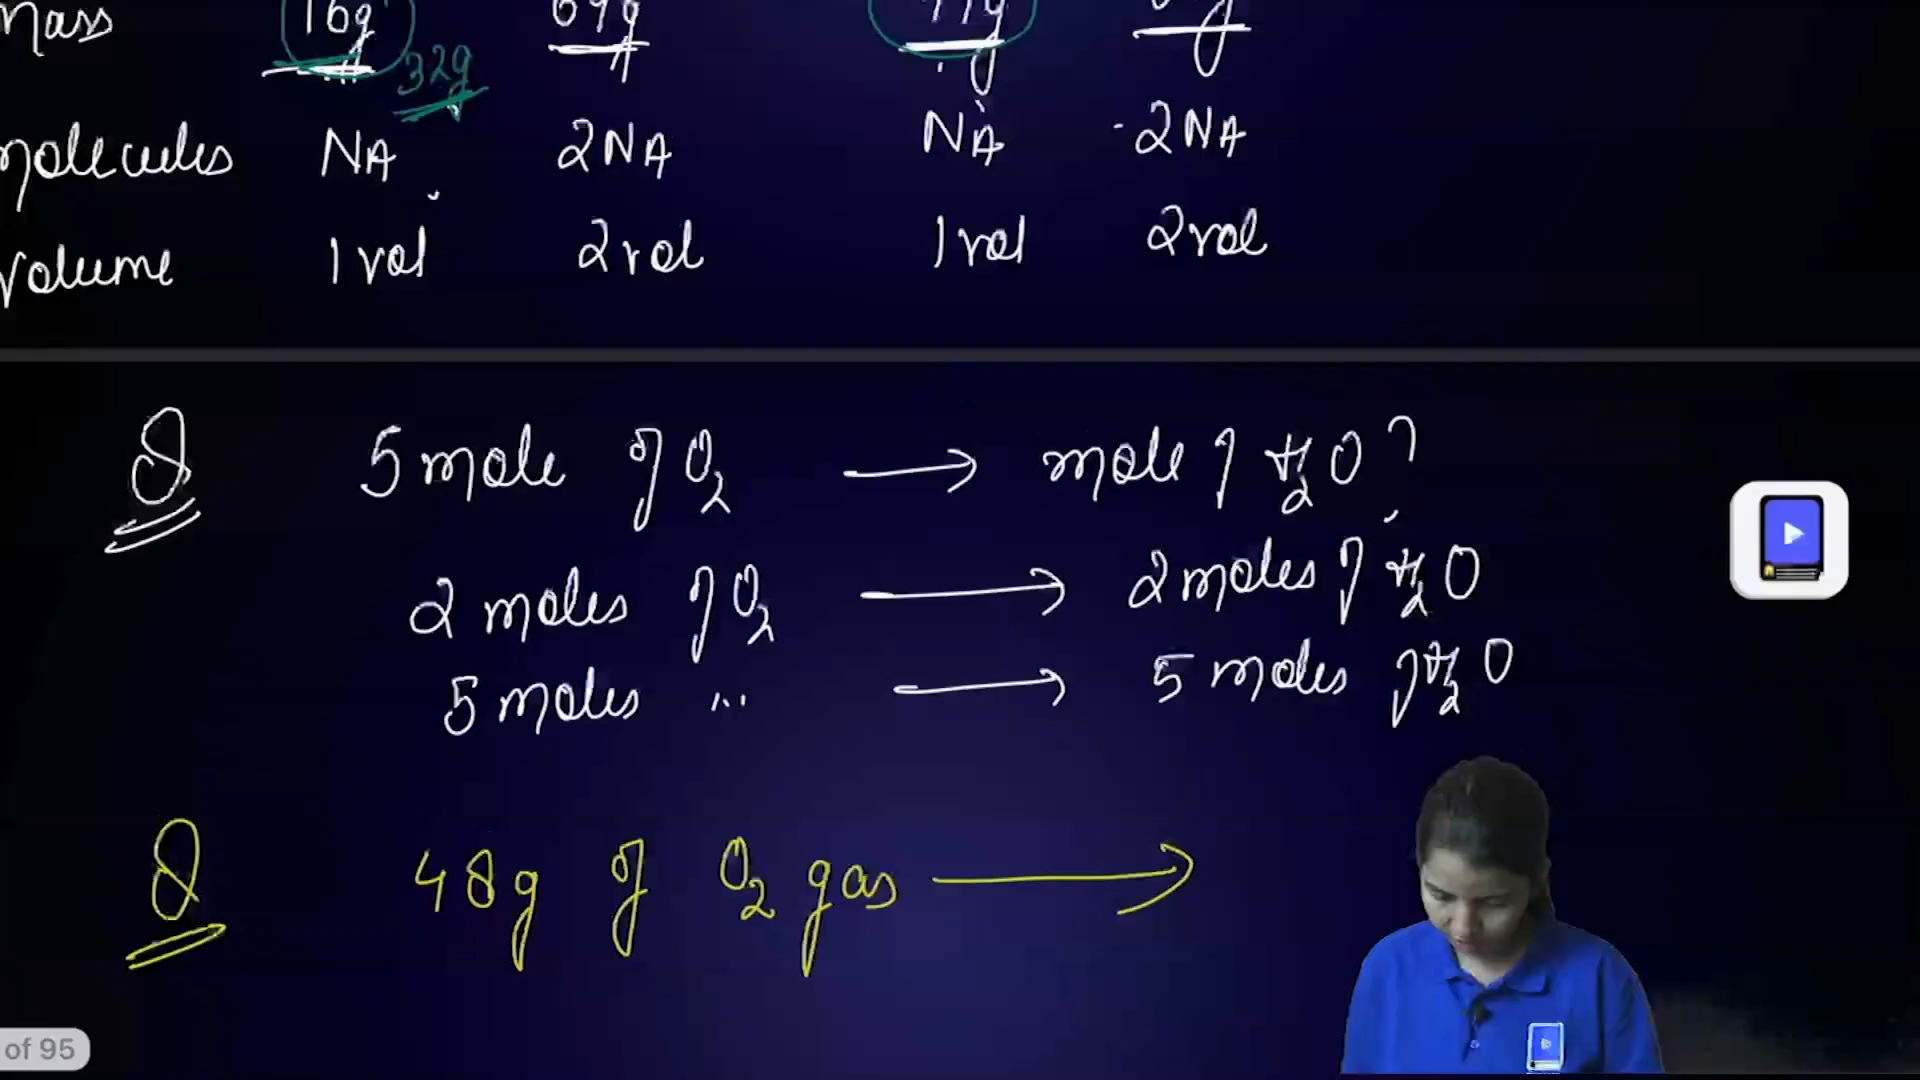 Mass 16g 64g 44g
32g
Molecules NA 2NA NA 2NA
Volume 1 vol 2 vol 1 vol 2 vol
Q 5 mole of O2 → mole of H2O?
2 moles of O2 → 2 moles of H2O
5 moles ... → 5 moles of H2O
Q 48g of O2 gas →
of 95